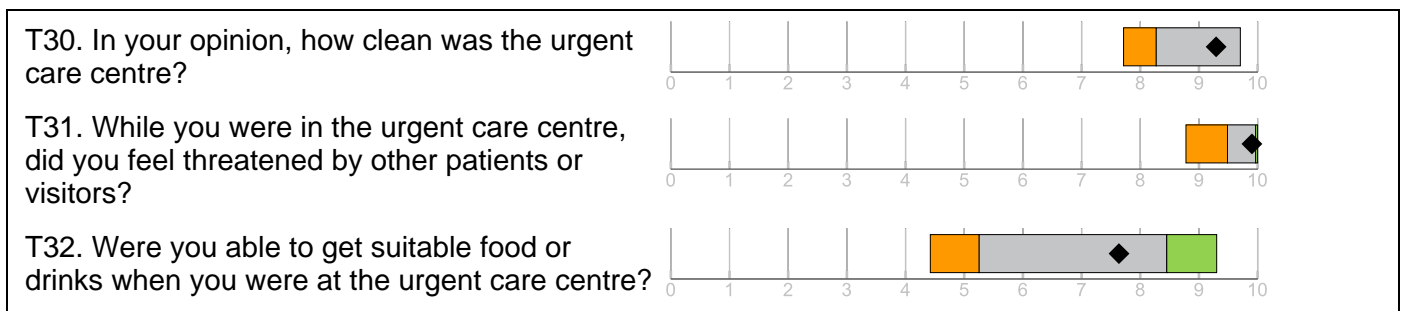 T30. In your opinion, how clean was the urgent
care centre?
0 1 2 3 4 5 6 7 8 9 10
T31. While you were in the urgent care centre,
did you feel threatened by other patients or
visitors?
0 1 2 3 4 5 6 7 8 9 10
T32. Were you able to get suitable food or
drinks when you were at the urgent care centre?
0 1 2 3 4 5 6 7 8 9 10